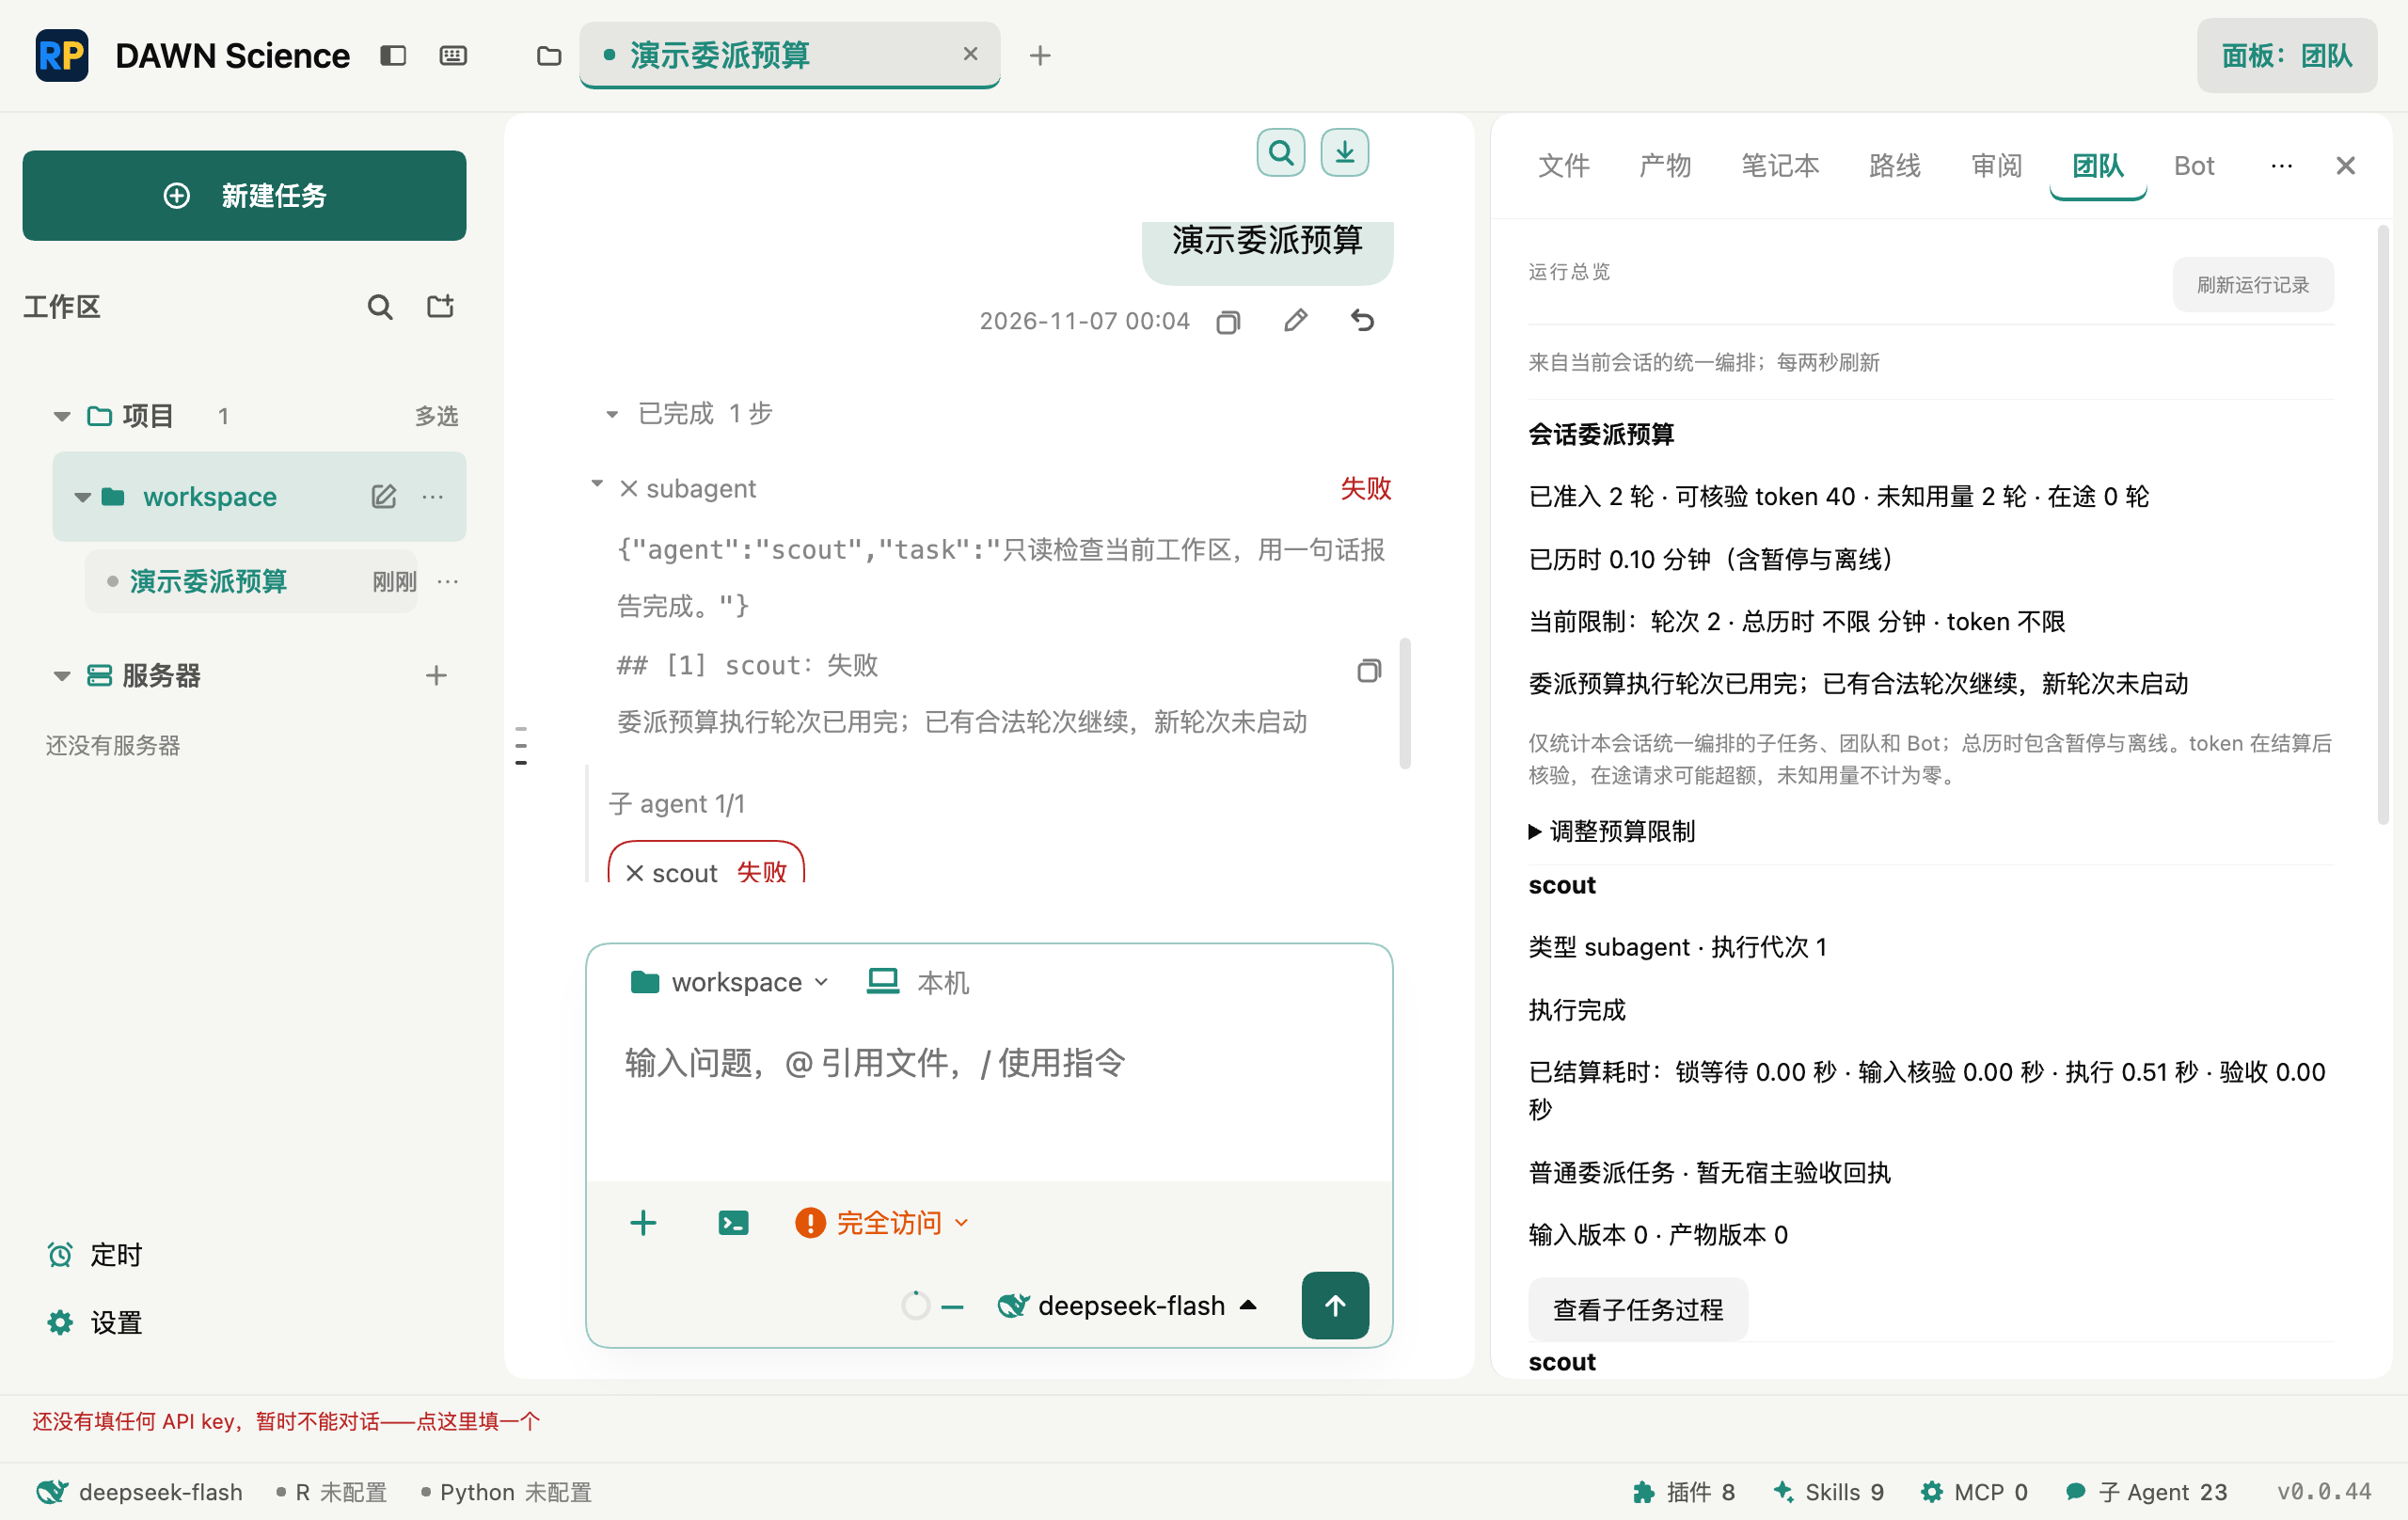 RP DAWN Science
演示委派预算
面板：团队
新建任务
工作区
项目 1 多选
workspace
演示委派预算 刚刚
服务器
还没有服务器
定时
设置
演示委派预算
2026-11-07 00:04
已完成 1 步
subagent 失败
{"agent":"scout","task":"只读检查当前工作区，用一句话报
告完成。"}
## [1] scout：失败
委派预算执行轮次已用完；已有合法轮次继续，新轮次未启动
子 agent 1/1
scout 失败
workspace 本机
输入问题，@ 引用文件，/ 使用指令
完全访问
deepseek-flash
文件 产物 笔记本 路线 审阅 团队 Bot
运行总览
刷新运行记录
来自当前会话的统一编排；每两秒刷新
会话委派预算
已准入 2 轮 · 可核验 token 40 · 未知用量 2 轮 · 在途 0 轮
已历时 0.10 分钟（含暂停与离线）
当前限制：轮次 2 · 总历时 不限 分钟 · token 不限
委派预算执行轮次已用完；已有合法轮次继续，新轮次未启动
仅统计本会话统一编排的子任务、团队和 Bot；总历时包含暂停与离线。token 在结算后
核验，在途请求可能超额，未知用量不计为零。
调整预算限制
scout
类型 subagent · 执行代次 1
执行完成
已结算耗时：锁等待 0.00 秒 · 输入核验 0.00 秒 · 执行 0.51 秒 · 验收 0.00
秒
普通委派任务 · 暂无宿主验收回执
输入版本 0 · 产物版本 0
查看子任务过程
scout
还没有填任何 API key，暂时不能对话——点这里填一个
deepseek-flash R 未配置 Python 未配置
插件 8 Skills 9 MCP 0 子 Agent 23 v0.0.44